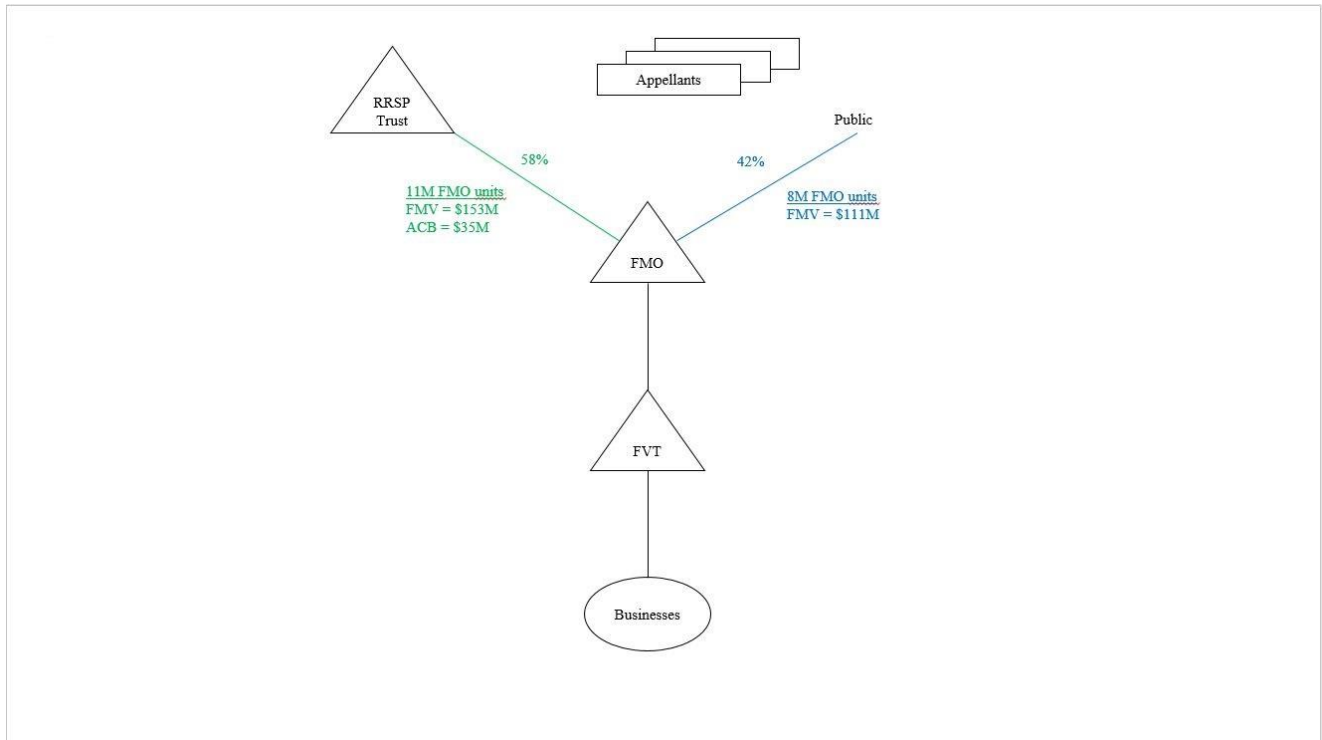 Appellants
RRSP
Trust
Public
58%
42%
11M FMO units
FMV = $153M
ACB = $35M
8M FMO units
FMV = $111M
FMO
FVT
Businesses